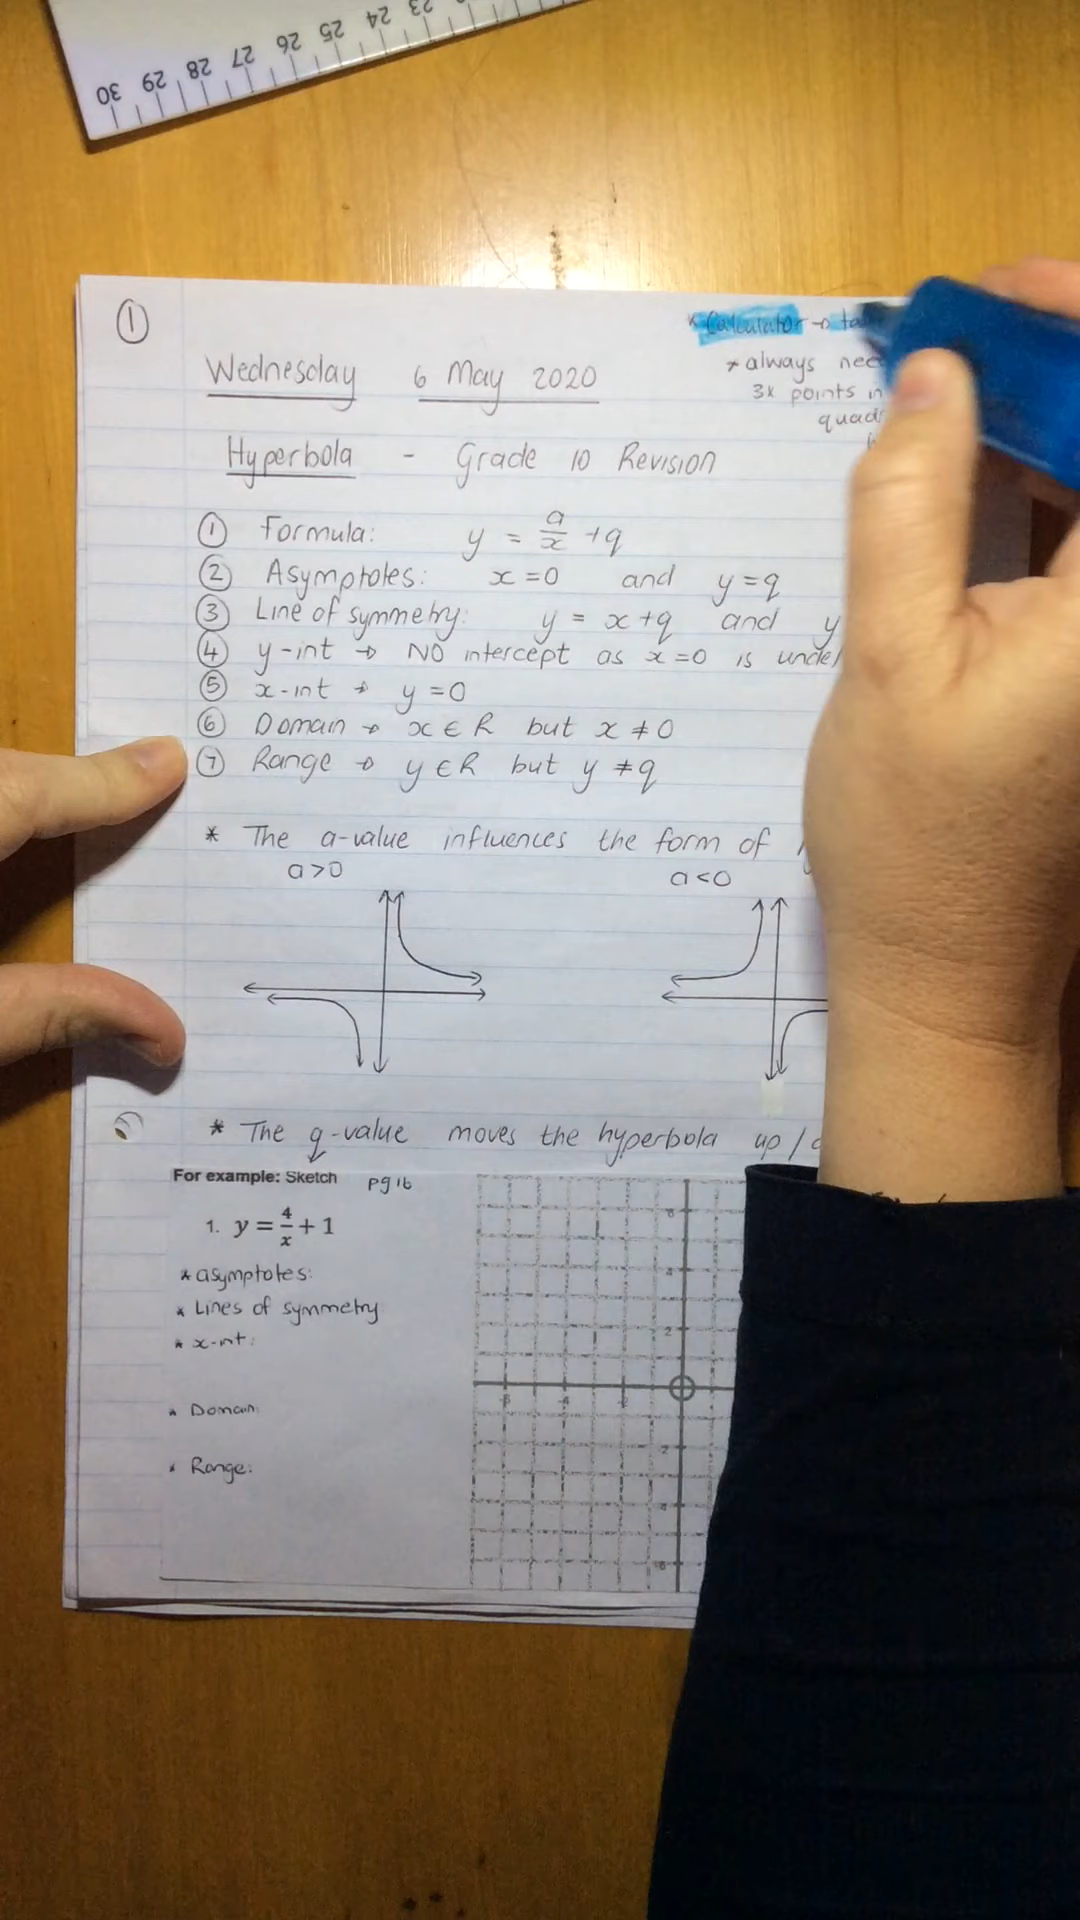 30 29 28 27 26 25 24 23
①
* Calculator →
* always
3x points in
Wednesday 6 May 2020
Hyperbola - Grade 10 Revision
① Formula: y = a/x + q
② Asymptotes: x = 0 and y = q
③ Line of symmetry: y = x + q and y
④ y-int → NO intercept as x = 0 is
⑤ x-int → y = 0
⑥ Domain → x ∈ R but x ≠ 0
⑦ Range → y ∈ R but y ≠ q
* The a-value influences the form of
a > 0 a < 0
* The q-value moves the hyperbola up /
For example: Sketch pg 16
1. y = 4/x + 1
* asymptotes:
* Lines of symmetry
* x-int:
* Domain:
* Range: